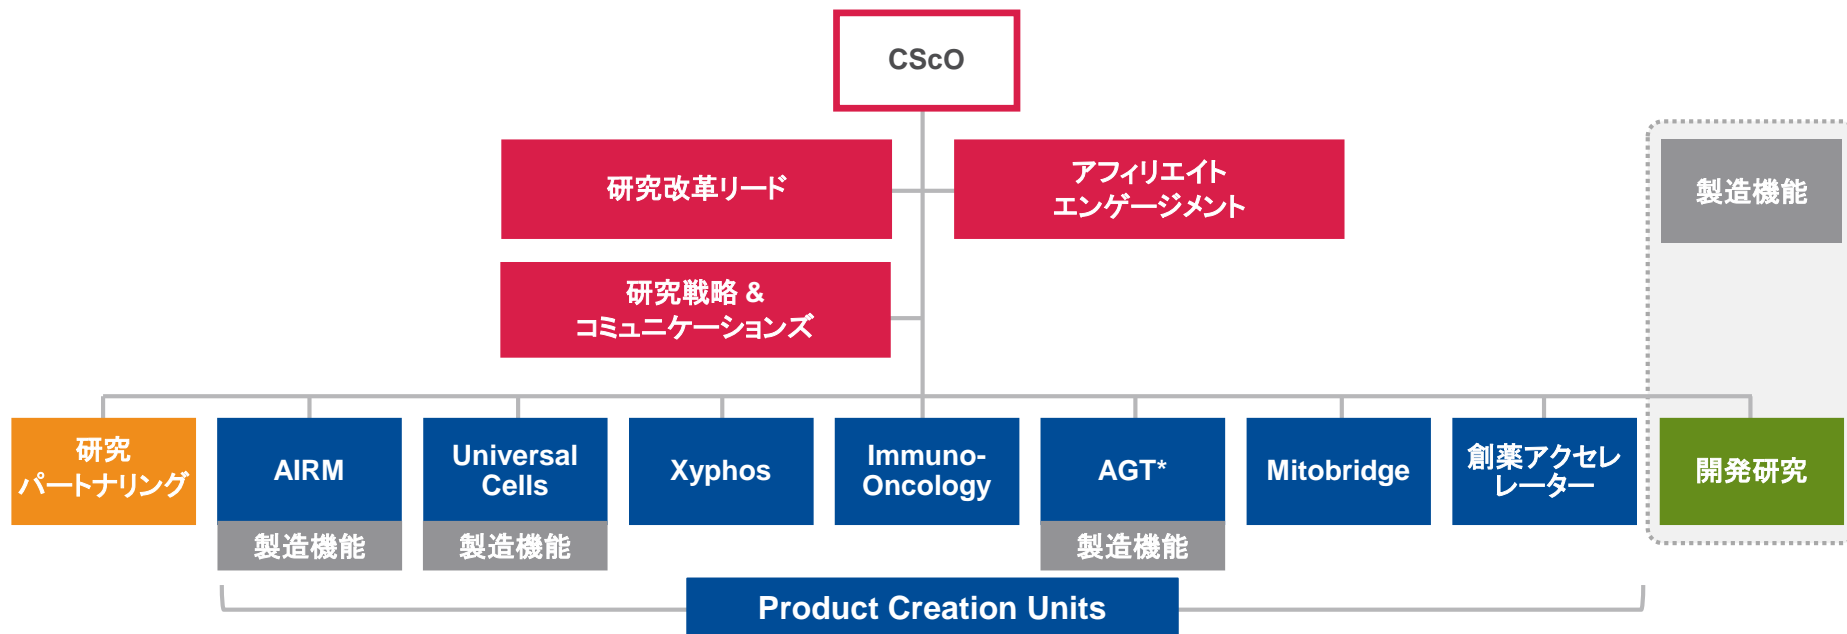 CScO
研究改革リード
アフィリエイト
エンゲージメント
製造機能
研究戦略 &
コミュニケーションズ
研究
パートナリング
AIRM
製造機能
Universal
Cells
製造機能
Xyphos
Immuno-
Oncology
AGT*
製造機能
Mitobridge
創薬アクセレ
レーター
開発研究
Product Creation Units